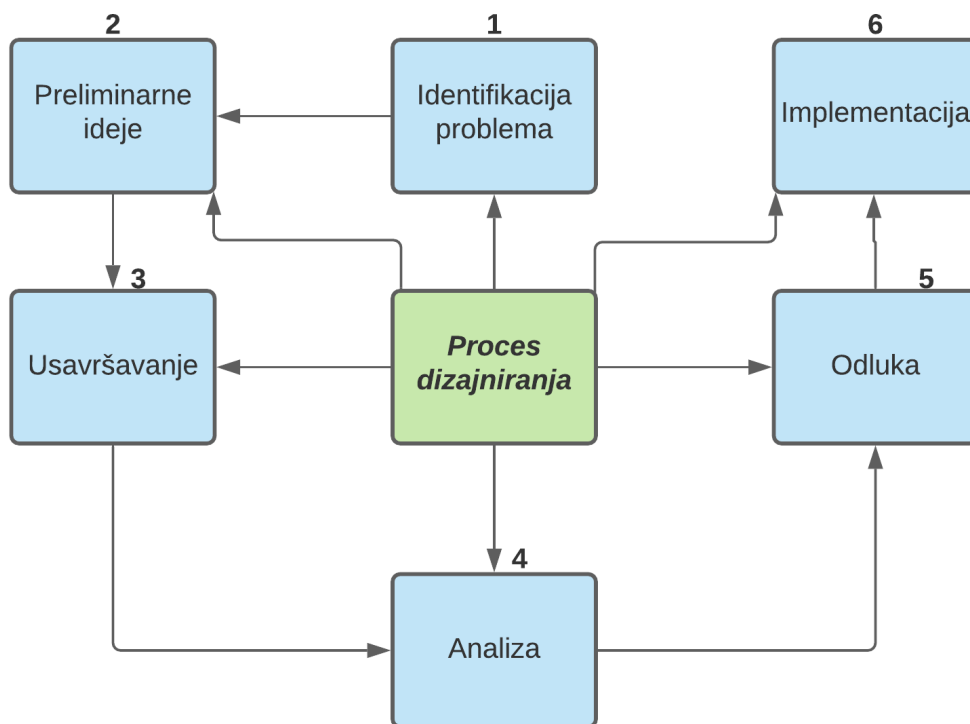 2
Preliminarne
ideje
1
Identifikacija
problema
6
Implementacija
3
Usavršavanje
Proces
dizajniranja
5
Odluka
4
Analiza